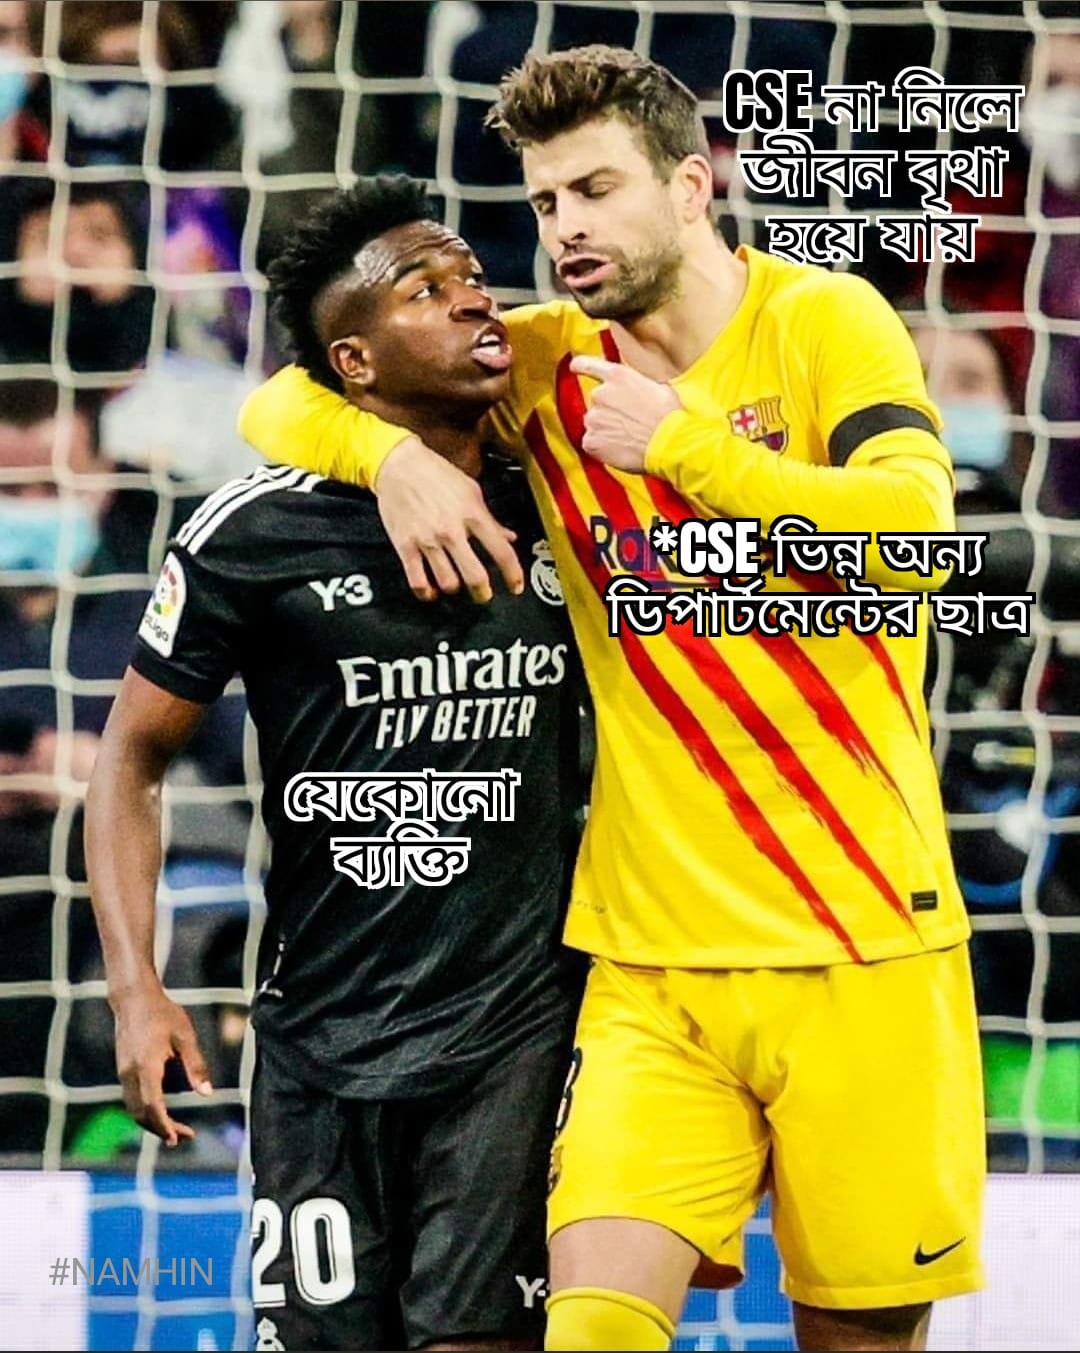 CSE না নিলে
জীবন বৃথা
হয়ে যায়
*CSE ভিন্ন অন্য
ডিপার্টমেন্টের ছাত্র
Y-3
Emirates
FLY BETTER
যেকোনো
ব্যক্তি
20
Y-
#NAMHIN